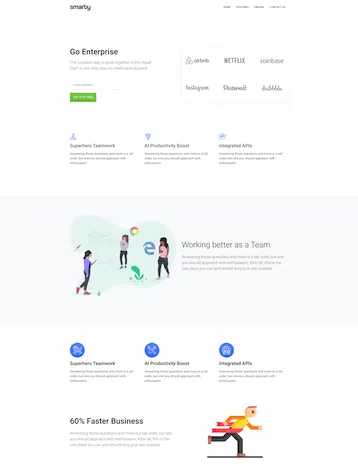 smarty
HOME FEATURES PRICING CONTACT US
Go Enterprise
The simplest way to work together in the cloud!
Start a new now, no credit card required!
airbnb NETFLIX coinbase
Instagram Pinterest dribbble
Superhero Teamwork
Answering those questions and more is a tall
order, but one you should approach with
enthusiasm.
AI Productivity Boost
Answering those questions and more is a tall
order, but one you should approach with
enthusiasm.
Integrated APIs
Answering those questions and more is a tall
order, but one you should approach with
enthusiasm.
Working better as a Team
Answering those questions, and more is a tall order, but one
you should approach with enthusiasm. After all, this is the
one place you can and should sing your own praises.
Superhero Teamwork
Answering those questions and more is a tall
order, but one you should approach with
enthusiasm.
AI Productivity Boost
Answering those questions and more is a tall
order, but one you should approach with
enthusiasm.
Integrated APIs
Answering those questions and more is a tall
order, but one you should approach with
enthusiasm.
60% Faster Business
Answering those questions, and more is a tall order, but one
you should approach with enthusiasm. After all, this is
the one place you can and should sing your own praises.